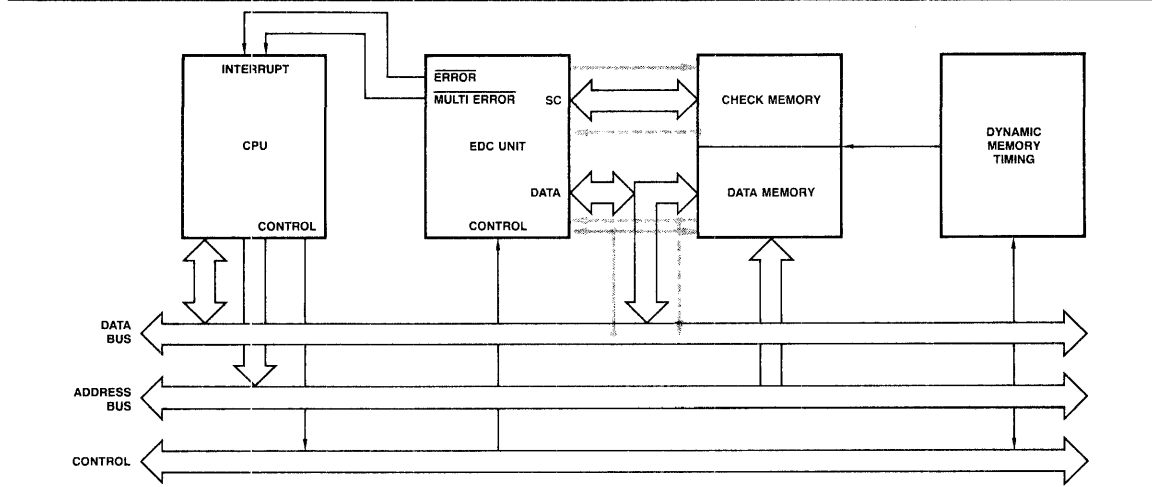 INTERRUPT
CPU
CONTROL
ERROR
MULTI ERROR
SC
EDC UNIT
DATA
CONTROL
CHECK MEMORY
DATA MEMORY
DYNAMIC
MEMORY
TIMING
DATA
BUS
ADDRESS
BUS
CONTROL